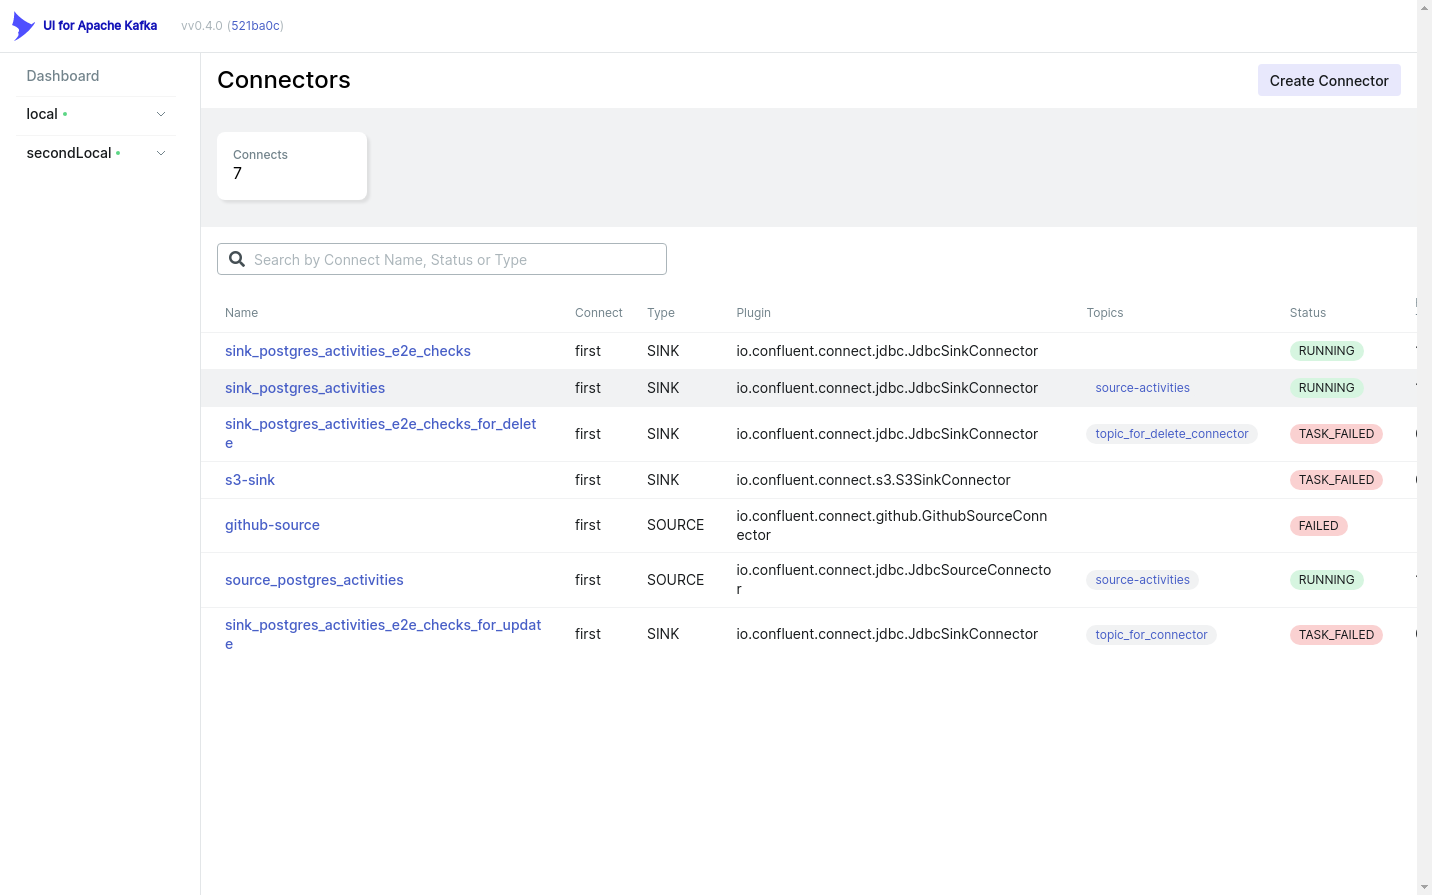 UI for Apache Kafka vv0.4.0 (521ba0c)
Dashboard
local
secondLocal
Connectors
Create Connector
Connects
7
Search by Connect Name, Status or Type
Name Connect Type Plugin Topics Status
sink_postgres_activities_e2e_checks first SINK io.confluent.connect.jdbc.JdbcSinkConnector RUNNING
sink_postgres_activities first SINK io.confluent.connect.jdbc.JdbcSinkConnector source-activities RUNNING
sink_postgres_activities_e2e_checks_for_delet
e
first SINK io.confluent.connect.jdbc.JdbcSinkConnector topic_for_delete_connector TASK_FAILED
s3-sink first SINK io.confluent.connect.s3.S3SinkConnector TASK_FAILED
github-source first SOURCE io.confluent.connect.github.GithubSourceConn
ector
FAILED
source_postgres_activities first SOURCE io.confluent.connect.jdbc.JdbcSourceConnecto
r
source-activities RUNNING
sink_postgres_activities_e2e_checks_for_updat
e
first SINK io.confluent.connect.jdbc.JdbcSinkConnector topic_for_connector TASK_FAILED